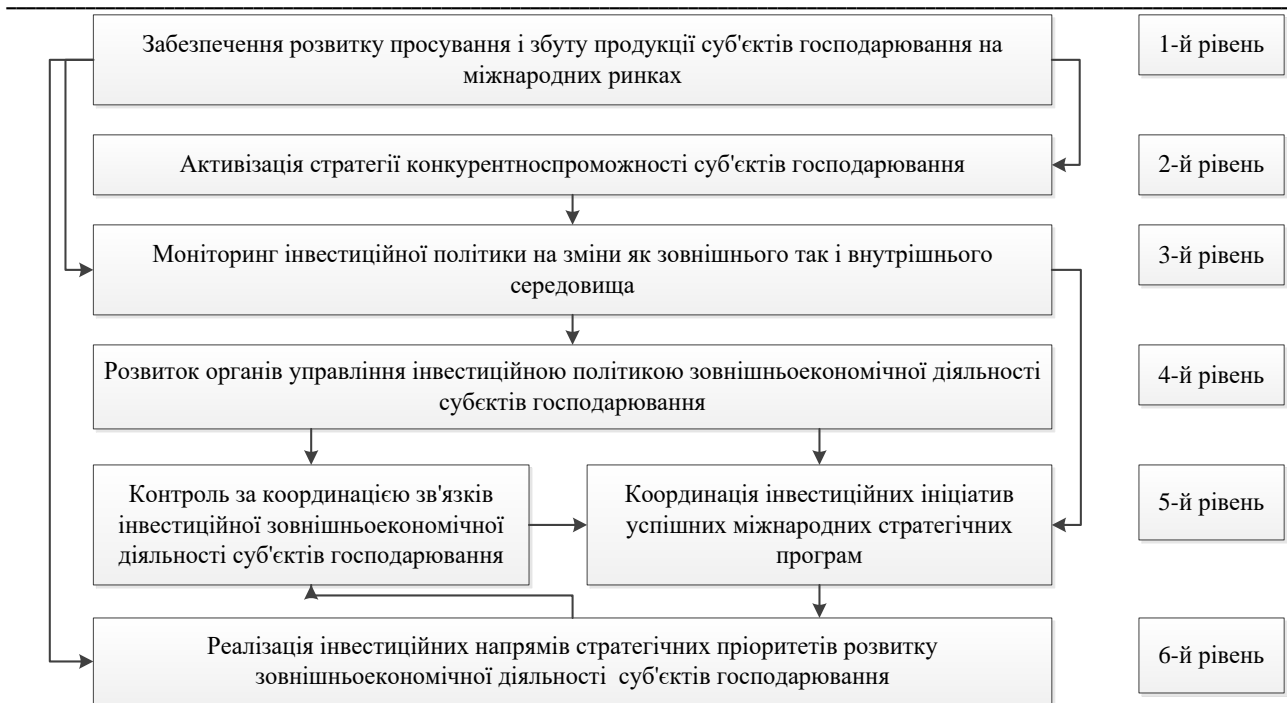 Забезпечення розвитку просування і збуту продукції суб'єктів господарювання на
міжнародних ринках
1-й рівень
Активізація стратегії конкурентноспроможності суб'єктів господарювання
2-й рівень
Моніторинг інвестиційної політики на зміни як зовнішнього так і внутрішнього
середовища
3-й рівень
Розвиток органів управління інвестиційною політикою зовнішньоекономічної діяльності
субєктів господарювання
4-й рівень
Контроль за координацією зв'язків
інвестиційної зовнішньоекономічної
діяльності суб'єктів господарювання
Координація інвестиційних ініціатив
успішних міжнародних стратегічних
програм
5-й рівень
Реалізація інвестиційних напрямів стратегічних пріоритетів розвитку
зовнішньоекономічної діяльності суб'єктів господарювання
6-й рівень